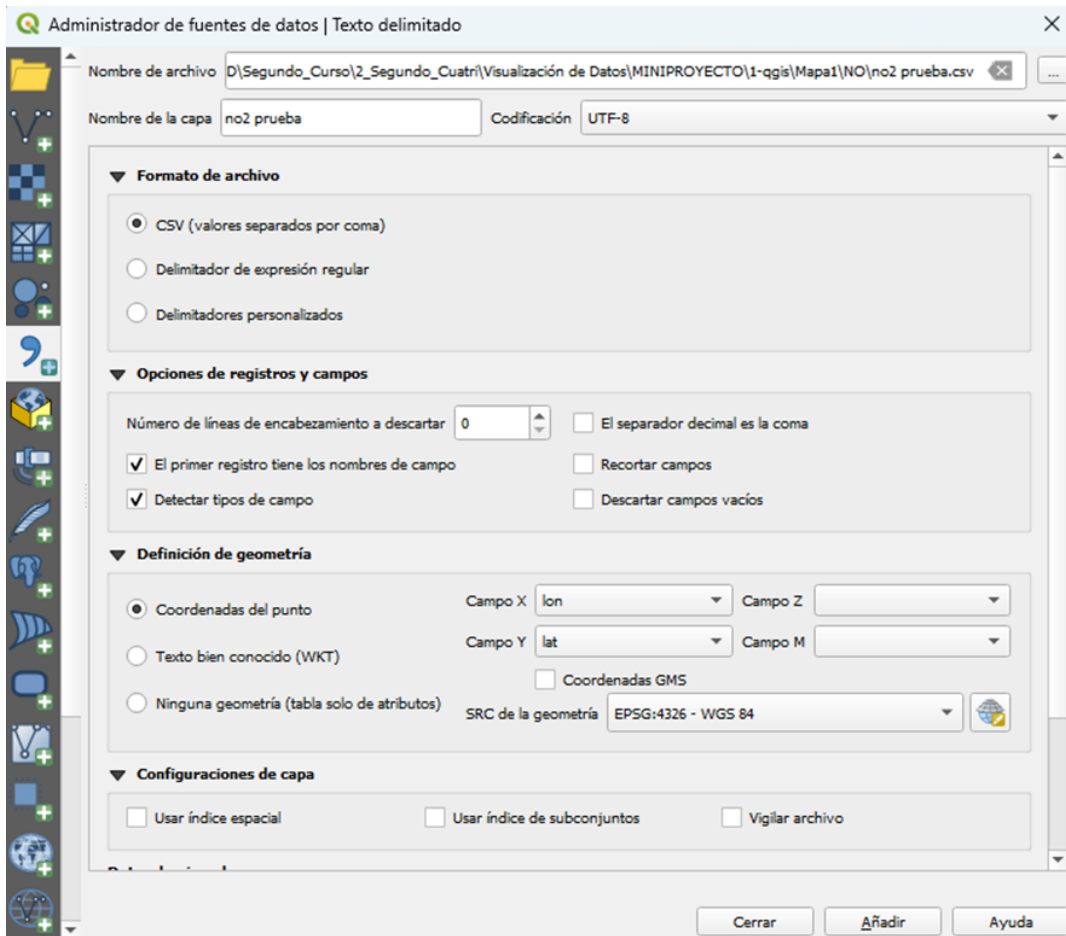 Administrador de fuentes de datos | Texto delimitado
Nombre de archivo D\Segundo_Curso\2_Segundo_Cuatri\Visualización de Datos\MINIPROYECTO\1-qgis\Mapa1\NO\no2 prueba.csv ...
Nombre de la capa no2 prueba Codificación UTF-8
Formato de archivo
CSV (valores separados por coma)
Delimitador de expresión regular
Delimitadores personalizados
Opciones de registros y campos
Número de líneas de encabezamiento a descartar 0 El separador decimal es la coma
El primer registro tiene los nombres de campo Recortar campos
Detectar tipos de campo Descartar campos vacíos
Definición de geometría
Coordenadas del punto Campo X lon Campo Z
Texto bien conocido (WKT) Campo Y lat Campo M
Coordenadas GMS
Ninguna geometría (tabla solo de atributos) SRC de la geometría EPSG:4326 - WGS 84
Configuraciones de capa
Usar índice espacial Usar índice de subconjuntos Vigilar archivo
Cerrar Añadir Ayuda